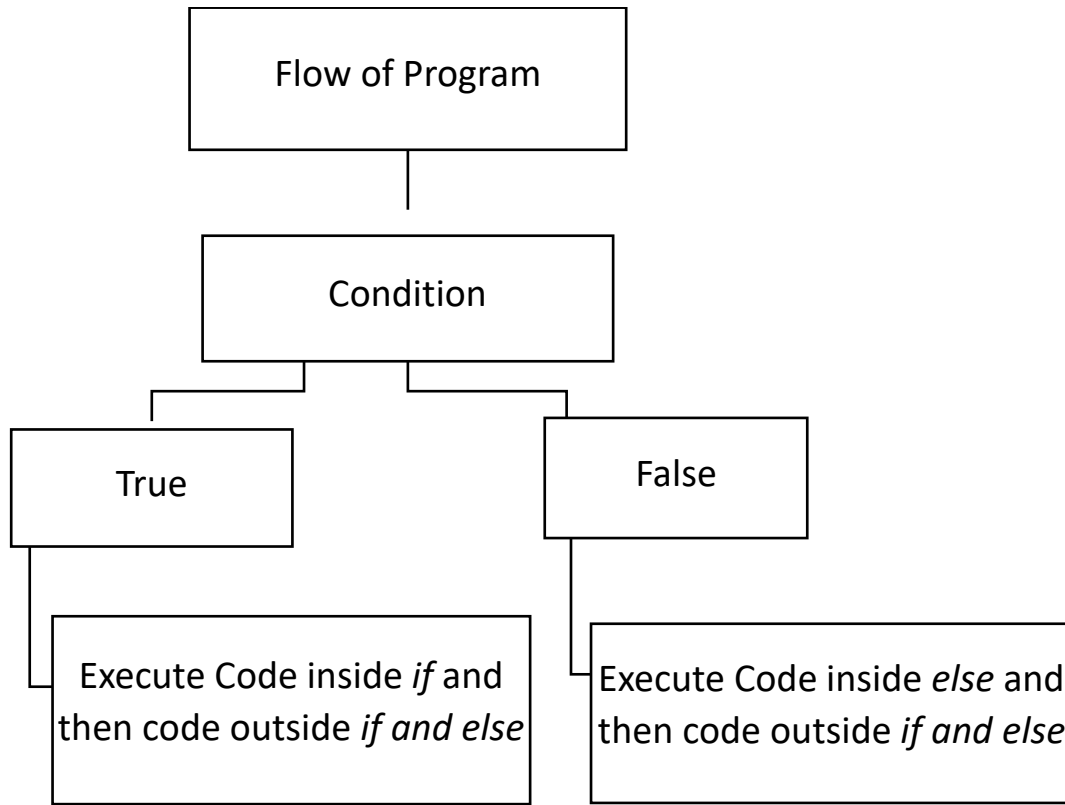 Flow of Program
Condition
True
False
Execute Code inside if and
then code outside if and else
Execute Code inside else and
then code outside if and else